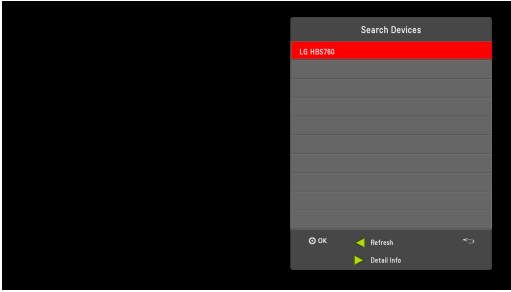 Search Devices
LG HBS760
OK
Refresh
Detail Info